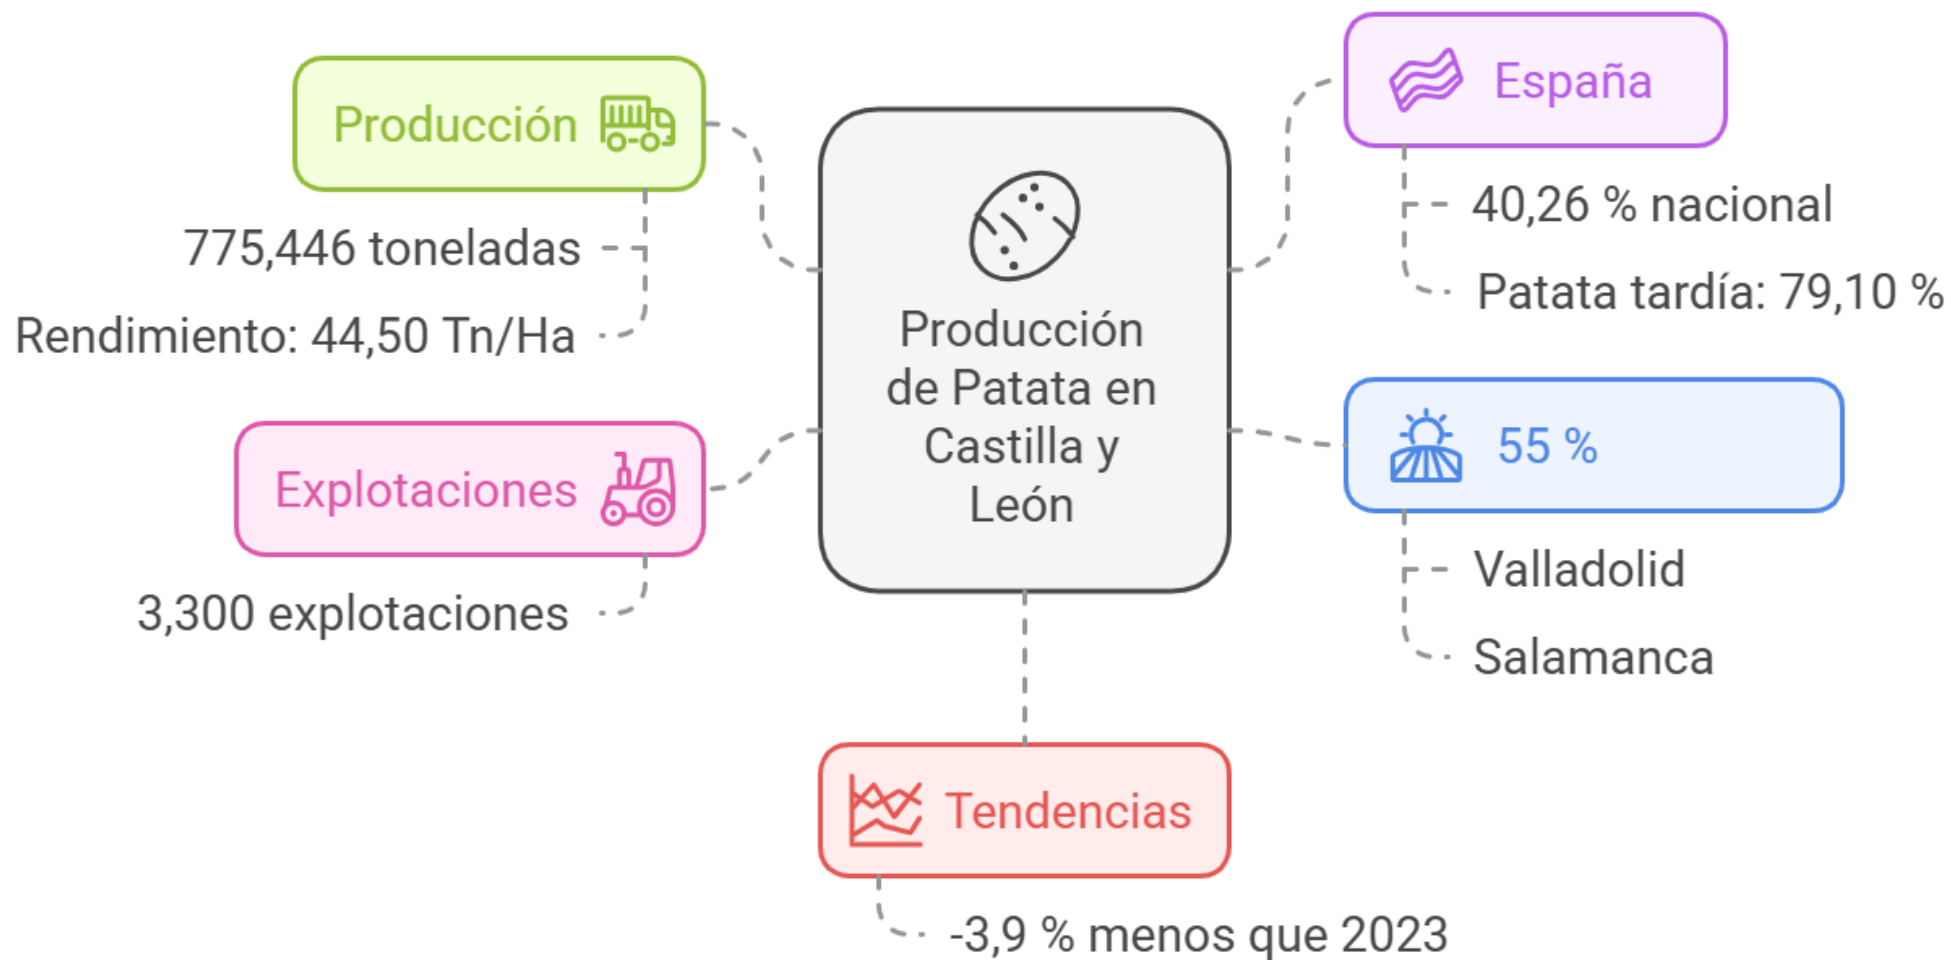 Producción
775,446 toneladas
Rendimiento: 44,50 Tn/Ha
Explotaciones
3,300 explotaciones
Producción
de Patata en
Castilla y
León
España
40,26 % nacional
Patata tardía: 79,10 %
55 %
Valladolid
Salamanca
Tendencias
-3,9 % menos que 2023